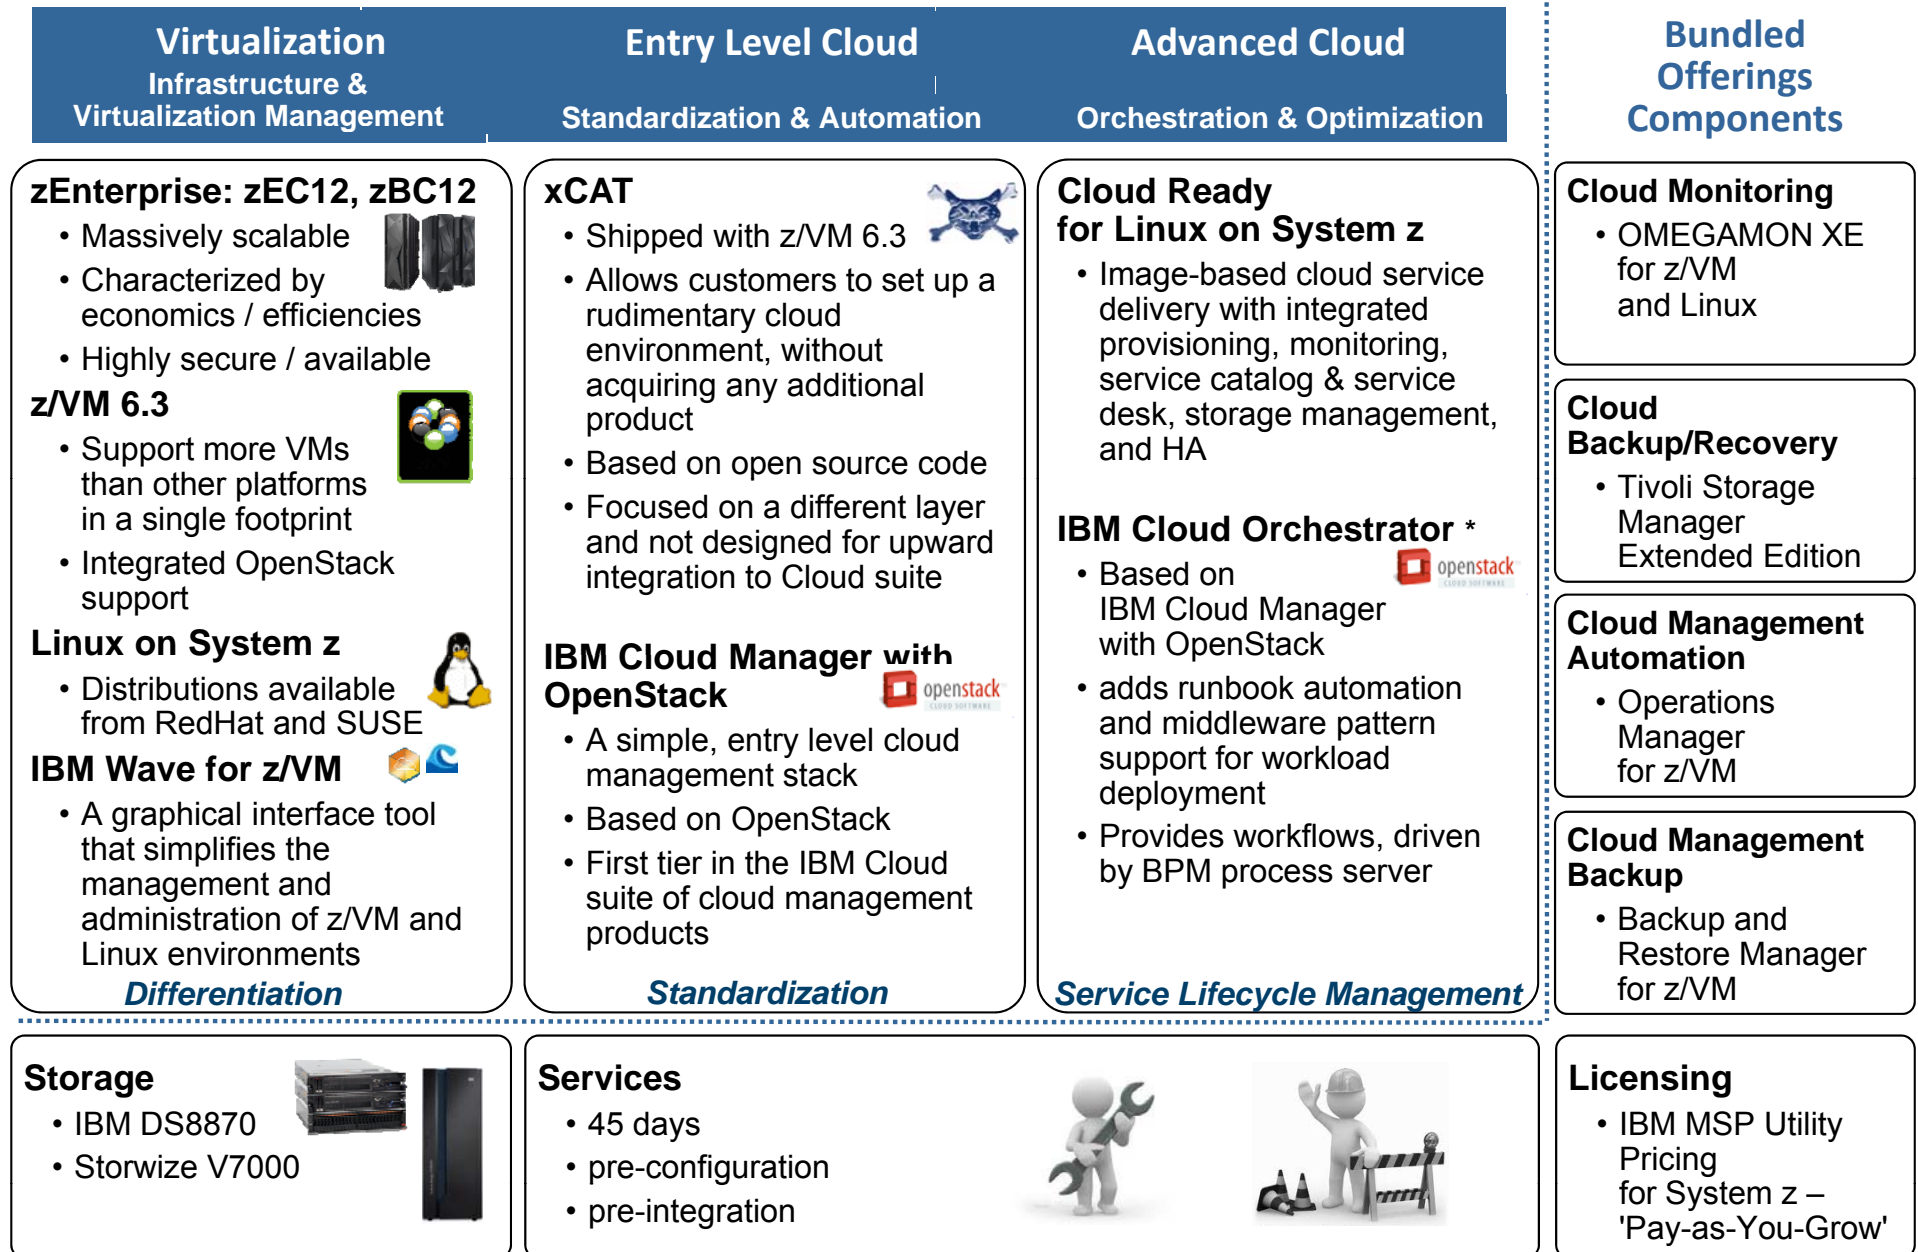 Virtualization
Infrastructure &
Virtualization Management
Entry Level Cloud
Standardization & Automation
Advanced Cloud
Orchestration & Optimization
Bundled
Offerings
Components
zEnterprise: zEC12, zBC12
• Massively scalable
• Characterized by
economics / efficiencies
• Highly secure / available
z/VM 6.3
• Support more VMs
than other platforms
in a single footprint
• Integrated OpenStack
support
Linux on System z
• Distributions available
from RedHat and SUSE
IBM Wave for z/VM
• A graphical interface tool
that simplifies the
management and
administration of z/VM and
Linux environments
Differentiation
xCAT
• Shipped with z/VM 6.3
• Allows customers to set up a
rudimentary cloud
environment, without
acquiring any additional
product
• Based on open source code
• Focused on a different layer
and not designed for upward
integration to Cloud suite
IBM Cloud Manager with
OpenStack
openstack
CLOUD SOFTWARE
• A simple, entry level cloud
management stack
• Based on OpenStack
• First tier in the IBM Cloud
suite of cloud management
products
Standardization
Cloud Ready
for Linux on System z
• Image-based cloud service
delivery with integrated
provisioning, monitoring,
service catalog & service
desk, storage management,
and HA
IBM Cloud Orchestrator *
openstack
CLOUD SOFTWARE
• Based on
IBM Cloud Manager
with OpenStack
• adds runbook automation
and middleware pattern
support for workload
deployment
• Provides workflows, driven
by BPM process server
Service Lifecycle Management
Cloud Monitoring
• OMEGAMON XE
for z/VM
and Linux
Cloud
Backup/Recovery
• Tivoli Storage
Manager
Extended Edition
Cloud Management
Automation
• Operations
Manager
for z/VM
Cloud Management
Backup
• Backup and
Restore Manager
for z/VM
Storage
• IBM DS8870
• Storwize V7000
Services
• 45 days
• pre-configuration
• pre-integration
Licensing
• IBM MSP Utility
Pricing
for System z –
'Pay-as-You-Grow'